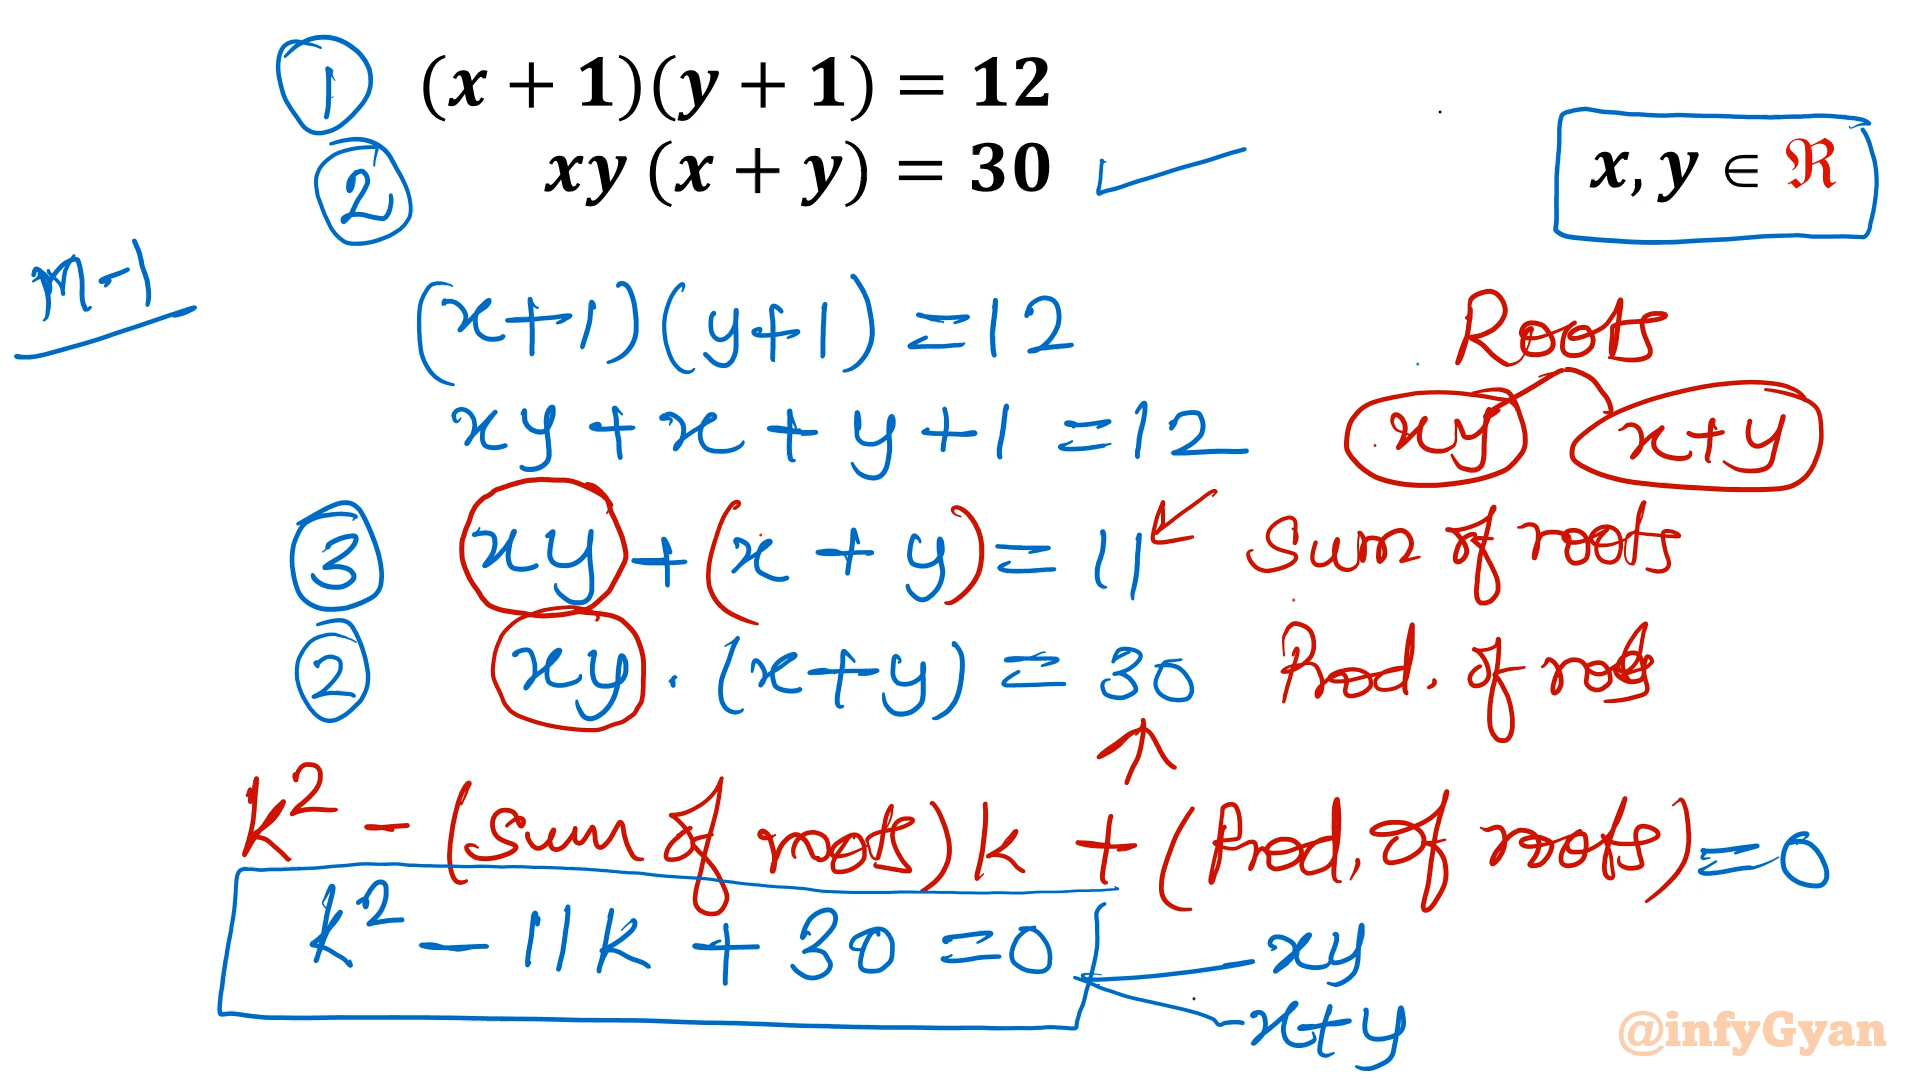 1 (x + 1)(y + 1) = 12
2 xy (x + y) = 30
x, y ∈ ℜ
m-1
(x+1)(y+1) = 12
xy + x + y + 1 = 12
3 xy + (x + y) = 11
2 xy . (x+y) = 30
Roots
xy x+y
Sum of roots
Prod. of roots
k² - (Sum of roots) k + (Prod. of roots) = 0
k² - 11k + 30 = 0
xy
x+y
@infyGyan